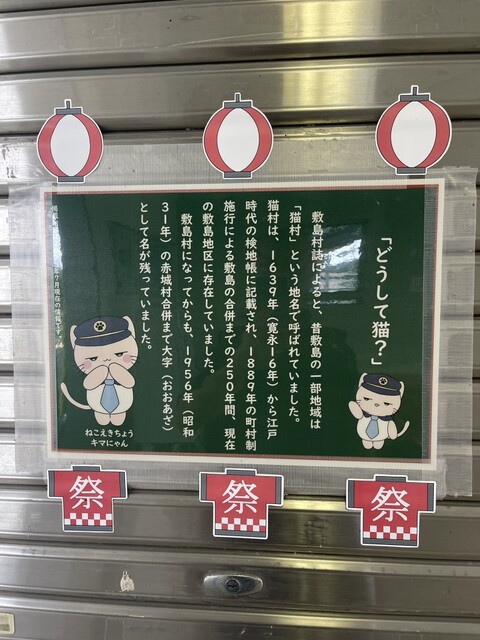 「どうして猫？」
敷島村誌によると、昔敷島の一部地域は
「猫村」という地名で呼ばれていました。
猫村は、1639年（寛永16年）から江戸
時代の検地帳に記載され、1889年の町村制
施行による敷島の合併までの250年間、現在
の敷島地区に存在していました。
敷島村になってからも、1956年（昭和
31年）の赤城村合併まで大字（おおあざ）
として名が残っていました。
ねこえきちょう
キマにゃん
祭
祭
祭